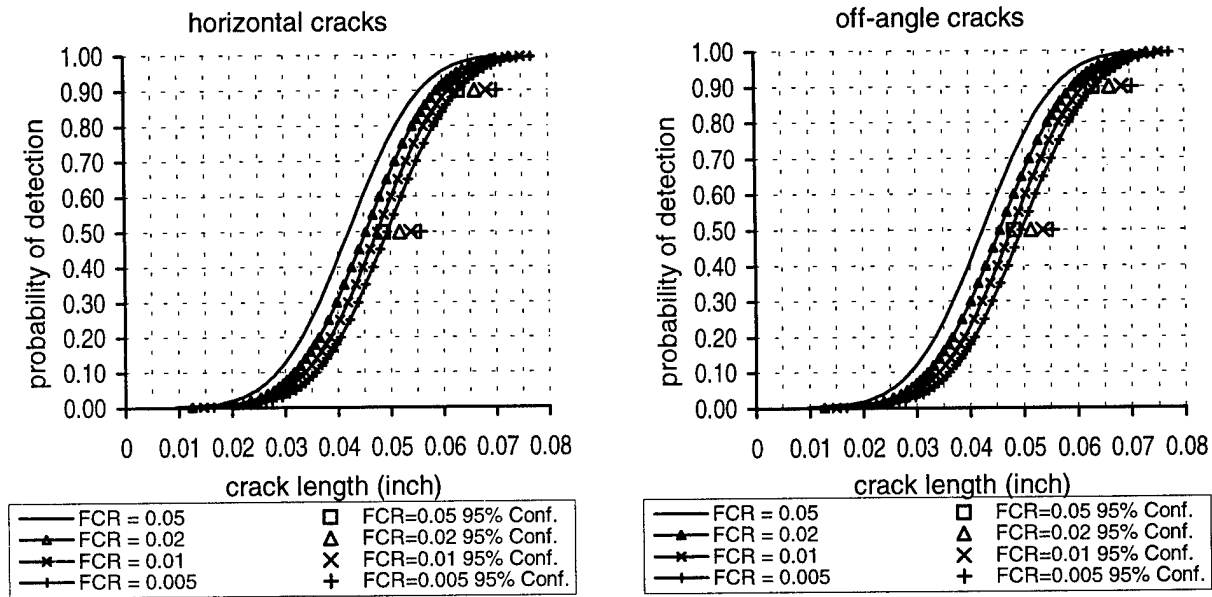 horizontal cracks
1.00
0.90
0.80
0.70
0.60
0.50
0.40
0.30
0.20
0.10
0.00
probability of detection
0 0.01 0.02 0.03 0.04 0.05 0.06 0.07 0.08
crack length (inch)
FCR = 0.05
FCR = 0.02
FCR = 0.01
FCR = 0.005
FCR=0.05 95% Conf.
FCR=0.02 95% Conf.
FCR=0.01 95% Conf.
FCR=0.005 95% Conf.
off-angle cracks
1.00
0.90
0.80
0.70
0.60
0.50
0.40
0.30
0.20
0.10
0.00
probability of detection
0 0.01 0.02 0.03 0.04 0.05 0.06 0.07 0.08
crack length (inch)
FCR = 0.05
FCR = 0.02
FCR = 0.01
FCR = 0.005
FCR=0.05 95% Conf.
FCR=0.02 95% Conf.
FCR=0.01 95% Conf.
FCR=0.005 95% Conf.